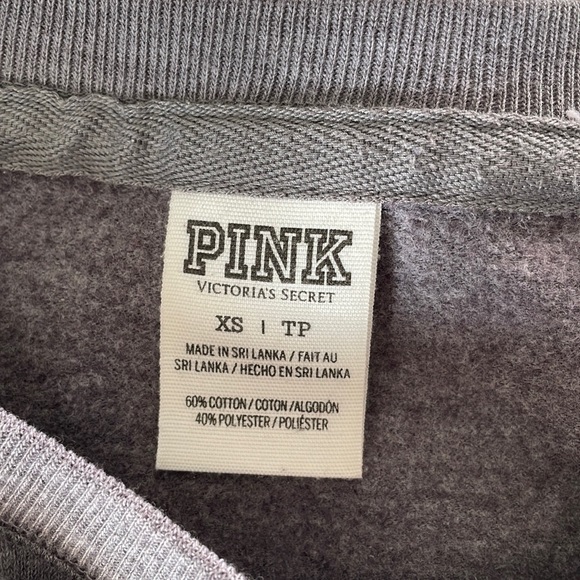 PINK
VICTORIA'S SECRET
XS | TP
MADE IN SRI LANKA / FAIT AU
SRI LANKA / HECHO EN SRI LANKA
60% COTTON / COTON /ALGODÓN
40% POLYESTER / POLIÉSTER